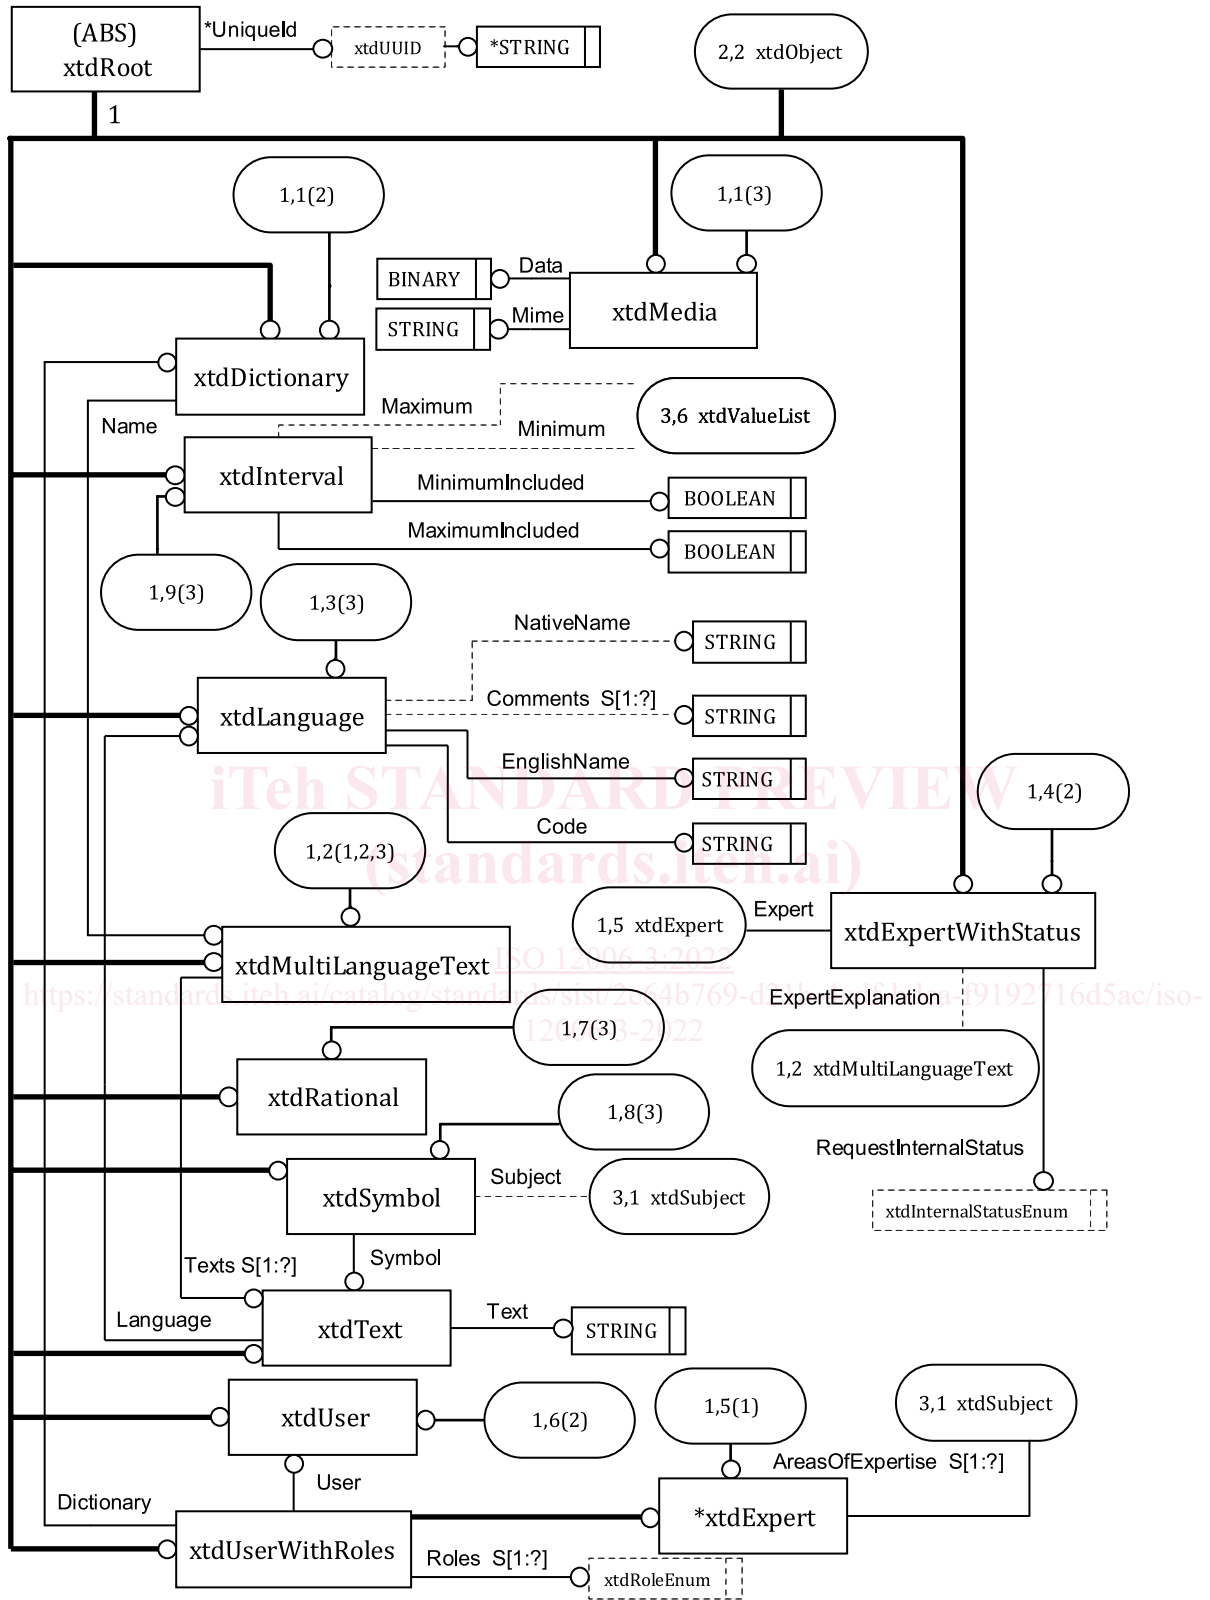 (ABS)
xtdRoot
*UniqueId
xtdUUID
*STRING
2,2 xtdObject
1
1,1(2)
1,1(3)
BINARY
Data
STRING
Mime
xtdMedia
xtdDictionary
Name
Maximum
Minimum
3,6 xtdValueList
xtdInterval
MinimumIncluded
BOOLEAN
MaximumIncluded
BOOLEAN
1,9(3)
1,3(3)
NativeName
STRING
xtdLanguage
Comments S[1:?]
STRING
EnglishName
STRING
iTeh STANDARD PREVIEW
1,4(2)
Code
STRING
1,2(1,2,3)
(standards.iteh.ai)
1,5 xtdExpert
Expert
xtdExpertWithStatus
xtdMultiLanguageText
ISO 12006-3:2022
ExpertExplanation
1,7(3)
1,2 xtdMultiLanguageText
xtdRational
1,8(3)
RequestInternalStatus
xtdSymbol
Subject
3,1 xtdSubject
xtdInternalStatusEnum
Texts S[1:?]
Symbol
Language
xtdText
Text
STRING
xtdUser
1,6(2)
1,5(1)
3,1 xtdSubject
AreasOfExpertise S[1:?]
User
Dictionary
*xtdExpert
xtdUserWithRoles
Roles S[1:?]
xtdRoleEnum